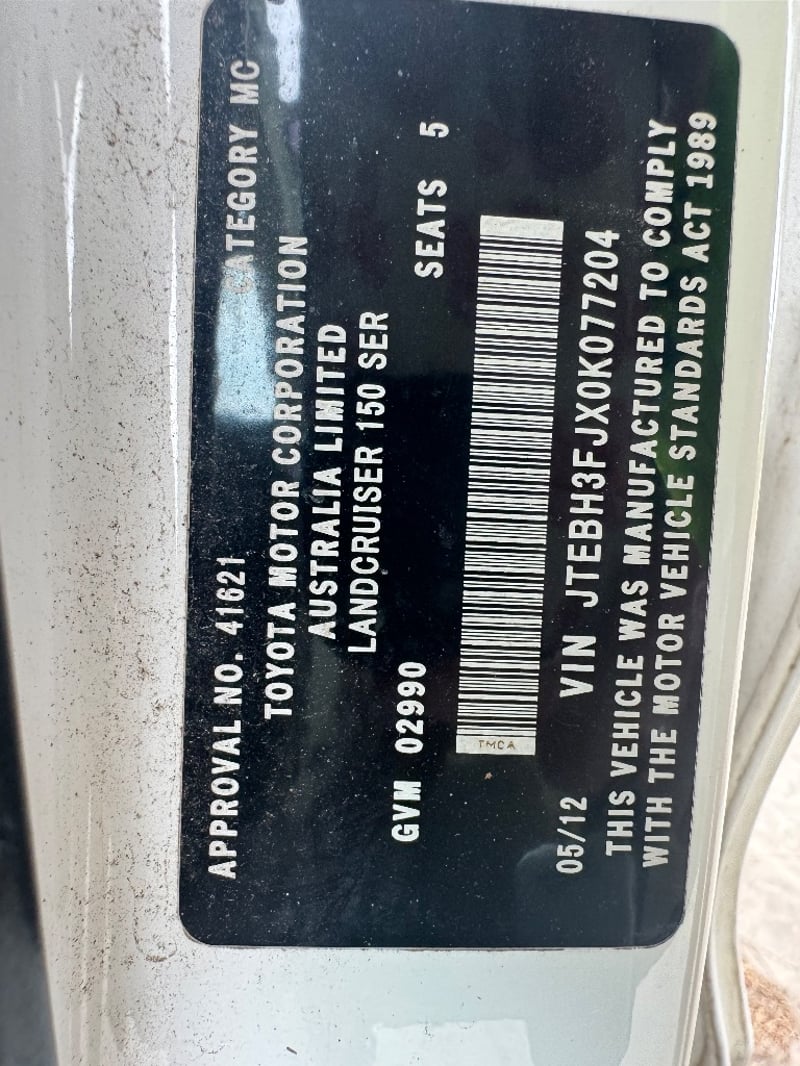 APPROVAL NO. 41621 CATEGORY MC
TOYOTA MOTOR CORPORATION
AUSTRALIA LIMITED
LANDCRUISER 150 SER
GVM 02990 SEATS 5
TMCA
05/12 VIN JTEBH3FJX0K077204
THIS VEHICLE WAS MANUFACTURED TO COMPLY
WITH THE MOTOR VEHICLE STANDARDS ACT 1989